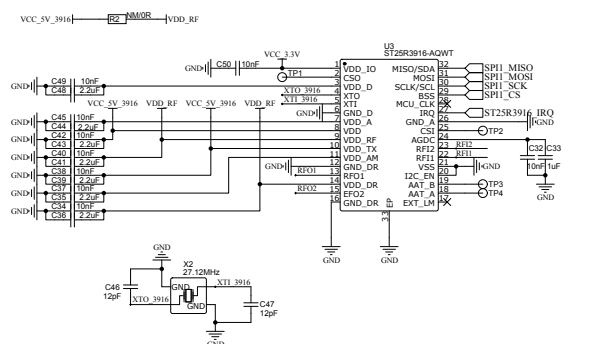 VCC_5V_3916 R2 NM/0R VDD_RF
U3
ST25R3916-AQWT
VCC_3.3V
GND C50 10nF
TP1
GND C49 10nF
C48 2.2uF
XTO_3916
XTI_3916
GND
VCC_5V_3916 VDD_RF VCC_5V_3916 VDD_RF
GND C45 10nF
C44 2.2uF
GND C42 10nF
C43 2.2uF
GND C40 10nF
C41 2.2uF
GND C38 10nF
C39 2.2uF
GND C37 10nF
C35 2.2uF
GND C34 10nF
C36 2.2uF
GND
RFO1
RFO2
1 VDD_IO
2 CSO
3 VDD_D
4 XTO
5 XTI
6 GND_D
7 VDD_A
8 VDD
9 VDD_RF
10 VDD_TX
11 VDD_AM
12 GND_DR
13 RFO1
14 VDD_DR
15 EFO2
16 GND_DR
EP
33
MISO/SDA 32 SPI1_MISO
MOSI 31 SPI1_MOSI
SCLK/SCL 30 SPI1_SCK
BSS 29 SPI1_CS
MCU_CLK 28
IRQ 27 ST25R3916_IRQ
GND_A 26 GND
CSI 25 TP2
AGDC 24
RFI2 23 RFI2
RFI1 22 RFI1
VSS 21 GND
I2C_EN 20
AAT_B 19 TP3
AAT_A 18 TP4
EXT_LM 17
C32 C33
10nF 1uF
GND
GND GND
GND
X2
27.12MHz
C46
12pF
XTO_3916
GND
GND
XTI_3916
C47
12pF
GND